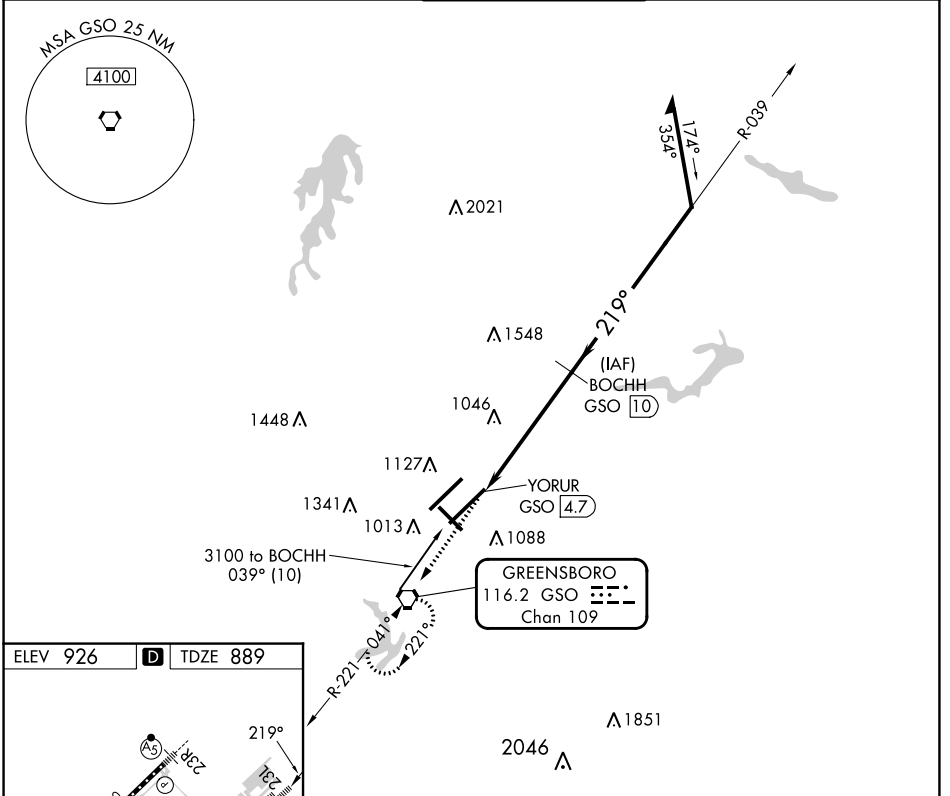 MSA GSO 25 NM
4100
R-039
174°
354°
2021
219°
1548
(IAF)
BOCHH
GSO 10
1046
1448
1127
YORUR
GSO 4.7
1341
1013
1088
3100 to BOCHH
039° (10)
GREENSBORO
116.2 GSO
Chan 109
R-221
041°
221°
ELEV 926 D TDZE 889
1851
2046
219°
A5
23R
23L
P